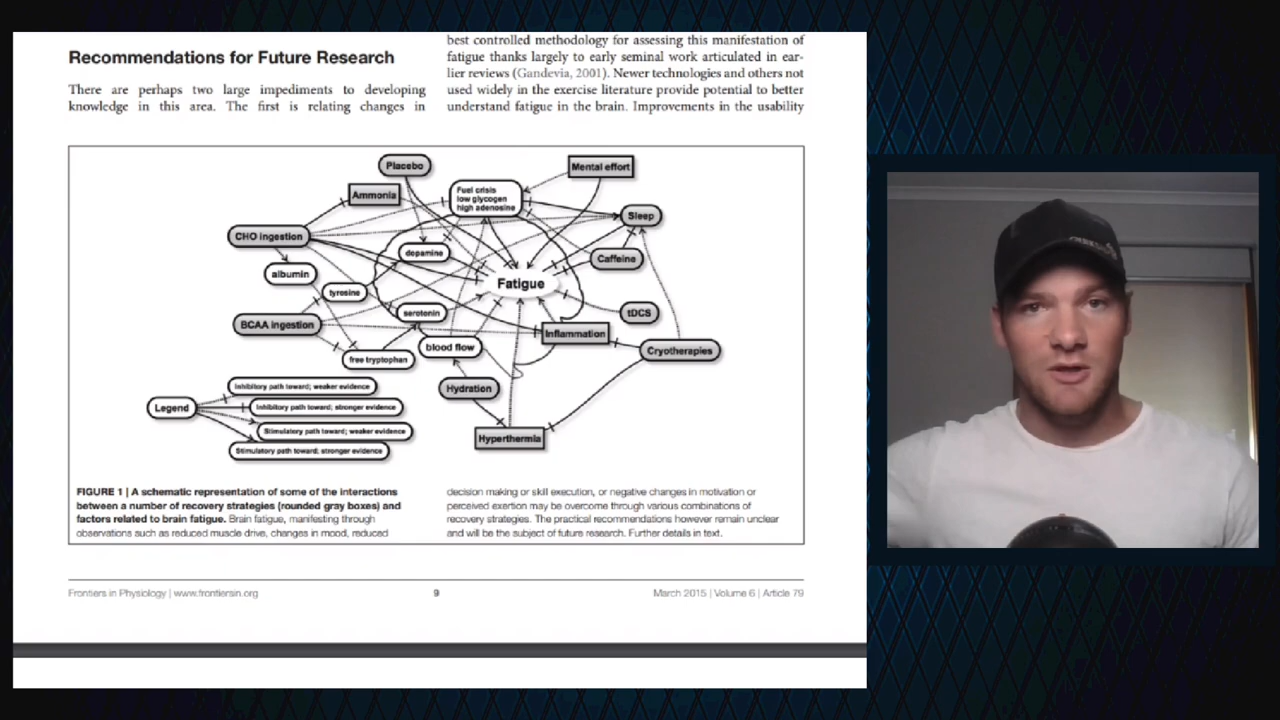 Recommendations for Future Research
There are perhaps two large impediments to developing
knowledge in this area. The first is relating changes in
best controlled methodology for assessing this manifestation of
fatigue thanks largely to early seminal work articulated in ear-
lier reviews (Gandevia, 2001). Newer technologies and others not
used widely in the exercise literature provide potential to better
understand fatigue in the brain. Improvements in the usability
Placebo
Mental effort
Ammonia
Fuel crisis
low glycogen
high adenosine
Sleep
CHO ingestion
dopamine
Caffeine
albumin
Fatigue
tyrosine
serotenin
tDCS
BCAA ingestion
Inflammation
blood flow
Cryotherapies
free tryptophan
Hydration
Legend
Inhibitory path toward; weaker evidence
Inhibitory path toward; stronger evidence
Stimulatory path toward; weaker evidence
Stimulatory path toward; stronger evidence
Hyperthermia
FIGURE 1 | A schematic representation of some of the interactions
between a number of recovery strategies (rounded gray boxes) and
factors related to brain fatigue. Brain fatigue, manifesting through
observations such as reduced muscle drive, changes in mood, reduced
decision making or skill execution, or negative changes in motivation or
perceived exertion may be overcome through various combinations of
recovery strategies. The practical recommendations however remain unclear
and will be the subject of future research. Further details in text.
Frontiers in Physiology | www.frontiersin.org
9
March 2015 | Volume 6 | Article 79